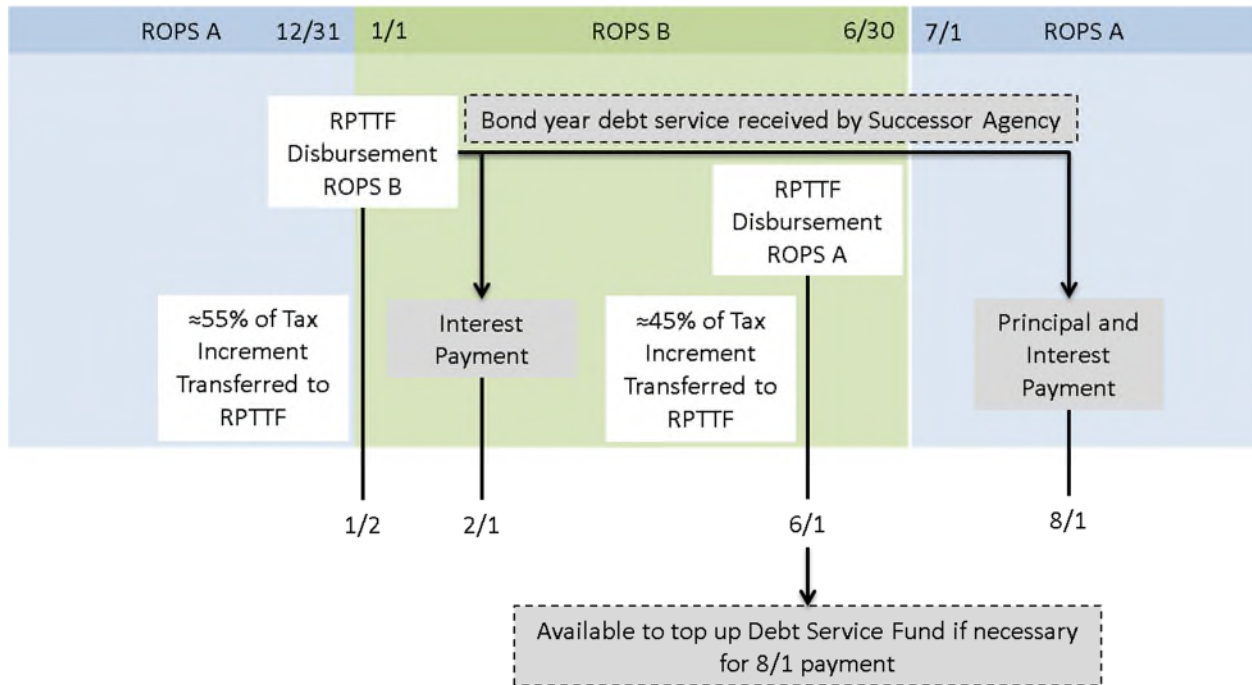 ROPS A 12/31 1/1 ROPS B 6/30 7/1 ROPS A
RPTTF
Disbursement
ROPS B
Bond year debt service received by Successor Agency
RPTTF
Disbursement
ROPS A
≈55% of Tax
Increment
Transferred to
RPTTF
Interest
Payment
≈45% of Tax
Increment
Transferred to
RPTTF
Principal and
Interest
Payment
1/2 2/1 6/1 8/1
Available to top up Debt Service Fund if necessary
for 8/1 payment